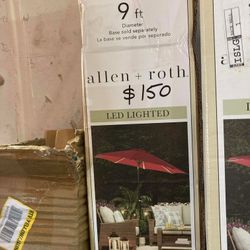 9 ft
Diameter
Base sold separately
La base se vende por separado
allen + roth
$150
LED LIGHTED